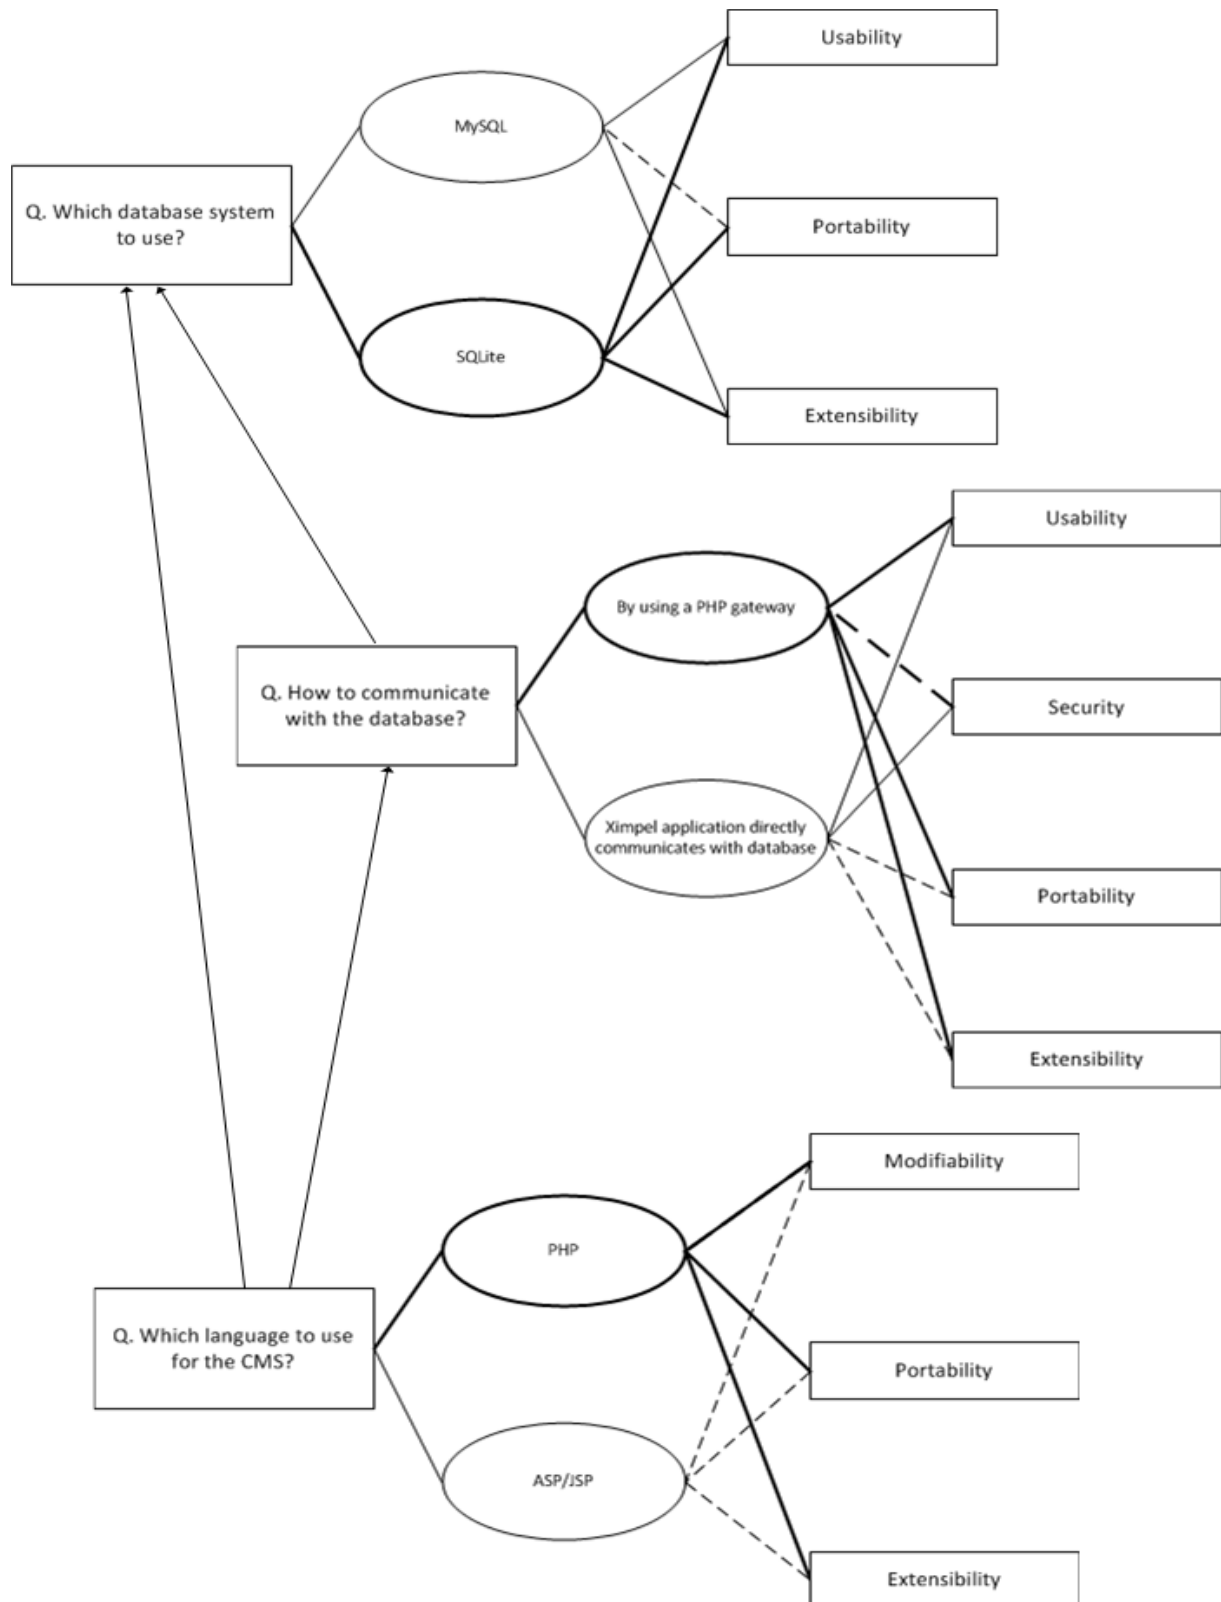 Usability
MySQL
Q. Which database system
to use?
Portability
SQLite
Extensibility
Usability
By using a PHP gateway
Q. How to communicate
with the database?
Security
Ximpel application directly
communicates with database
Portability
Extensibility
Modifiability
PHP
Q. Which language to use
for the CMS?
Portability
ASP/JSP
Extensibility